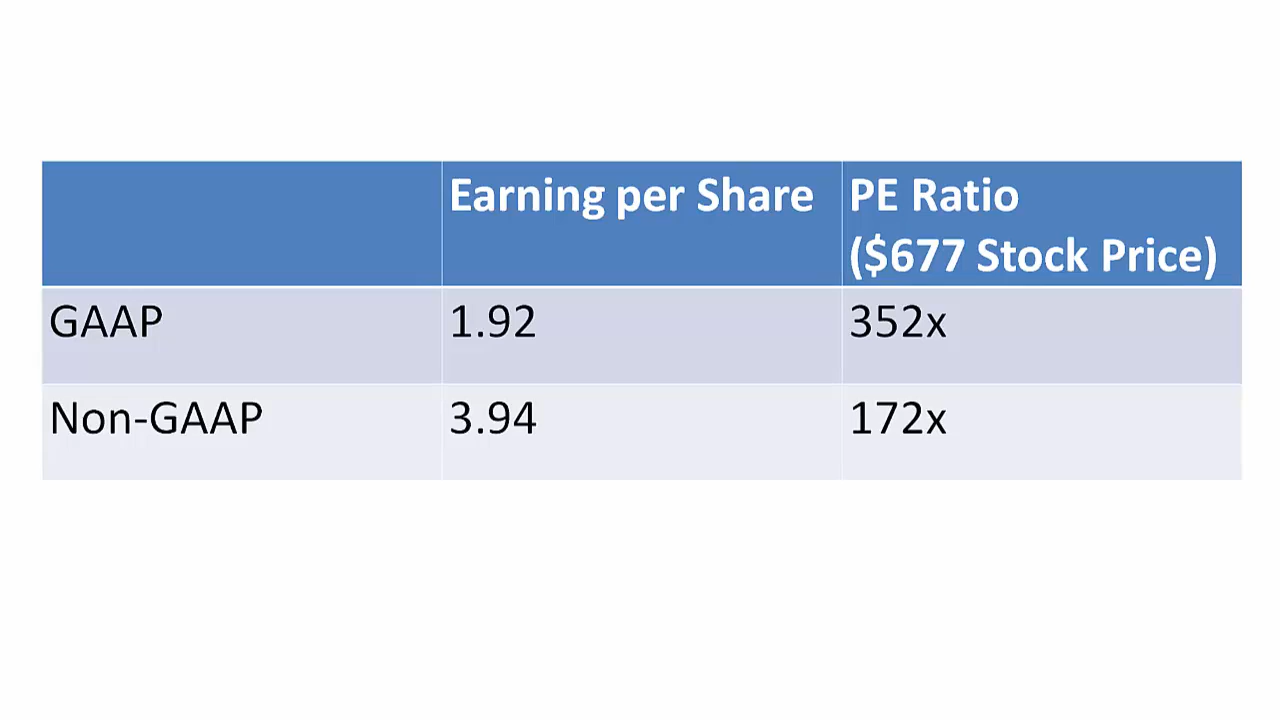 Earning per Share PE Ratio
($677 Stock Price)
GAAP 1.92 352x
Non-GAAP 3.94 172x